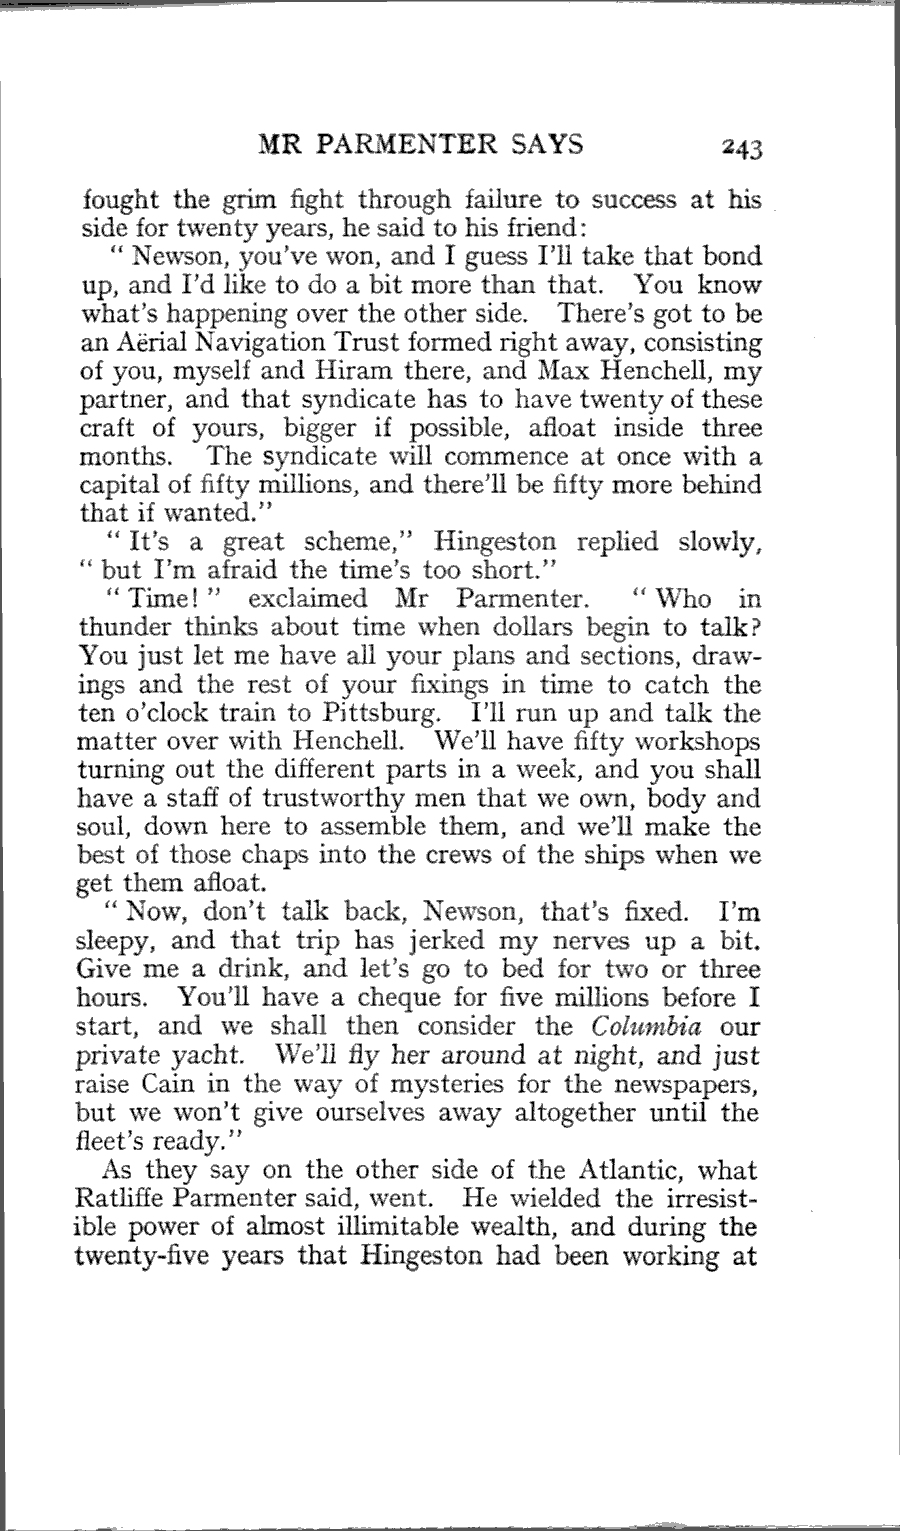 MR PARMENTER SAYS 243
fought the grim fight through failure to success at his
side for twenty years, he said to his friend:
“ Newson, you’ve won, and I guess I’ll take that bond
up, and I’d like to do a bit more than that. You know
what’s happening over the other side. There’s got to be
an Aërial Navigation Trust formed right away, consisting
of you, myself and Hiram there, and Max Henchell, my
partner, and that syndicate has to have twenty of these
craft of yours, bigger if possible, afloat inside three
months. The syndicate will commence at once with a
capital of fifty millions, and there’ll be fifty more behind
that if wanted.”
“ It’s a great scheme,” Hingeston replied slowly,
“ but I’m afraid the time’s too short.”
“ Time! ” exclaimed Mr Parmenter. “ Who in
thunder thinks about time when dollars begin to talk?
You just let me have all your plans and sections, draw-
ings and the rest of your fixings in time to catch the
ten o’clock train to Pittsburg. I’ll run up and talk the
matter over with Henchell. We’ll have fifty workshops
turning out the different parts in a week, and you shall
have a staff of trustworthy men that we own, body and
soul, down here to assemble them, and we’ll make the
best of those chaps into the crews of the ships when we
get them afloat.
“ Now, don’t talk back, Newson, that’s fixed. I’m
sleepy, and that trip has jerked my nerves up a bit.
Give me a drink, and let’s go to bed for two or three
hours. You’ll have a cheque for five millions before I
start, and we shall then consider the Columbia our
private yacht. We’ll fly her around at night, and just
raise Cain in the way of mysteries for the newspapers,
but we won’t give ourselves away altogether until the
fleet’s ready.”
As they say on the other side of the Atlantic, what
Ratliffe Parmenter said, went. He wielded the irresist-
ible power of almost illimitable wealth, and during the
twenty-five years that Hingeston had been working at